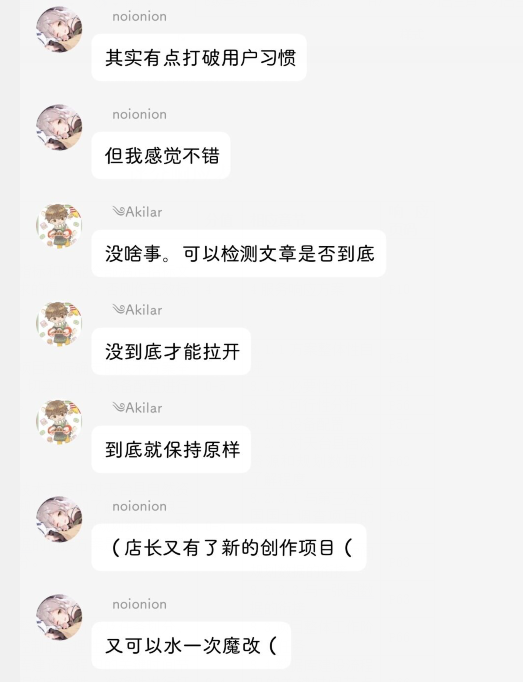 noionion
其实有点打破用户习惯
noionion
但我感觉不错
༄Akilar
没啥事。可以检测文章是否到底
༄Akilar
没到底才能拉开
༄Akilar
到底就保持原样
noionion
（店长又有了新的创作项目（
noionion
又可以水一次魔改（